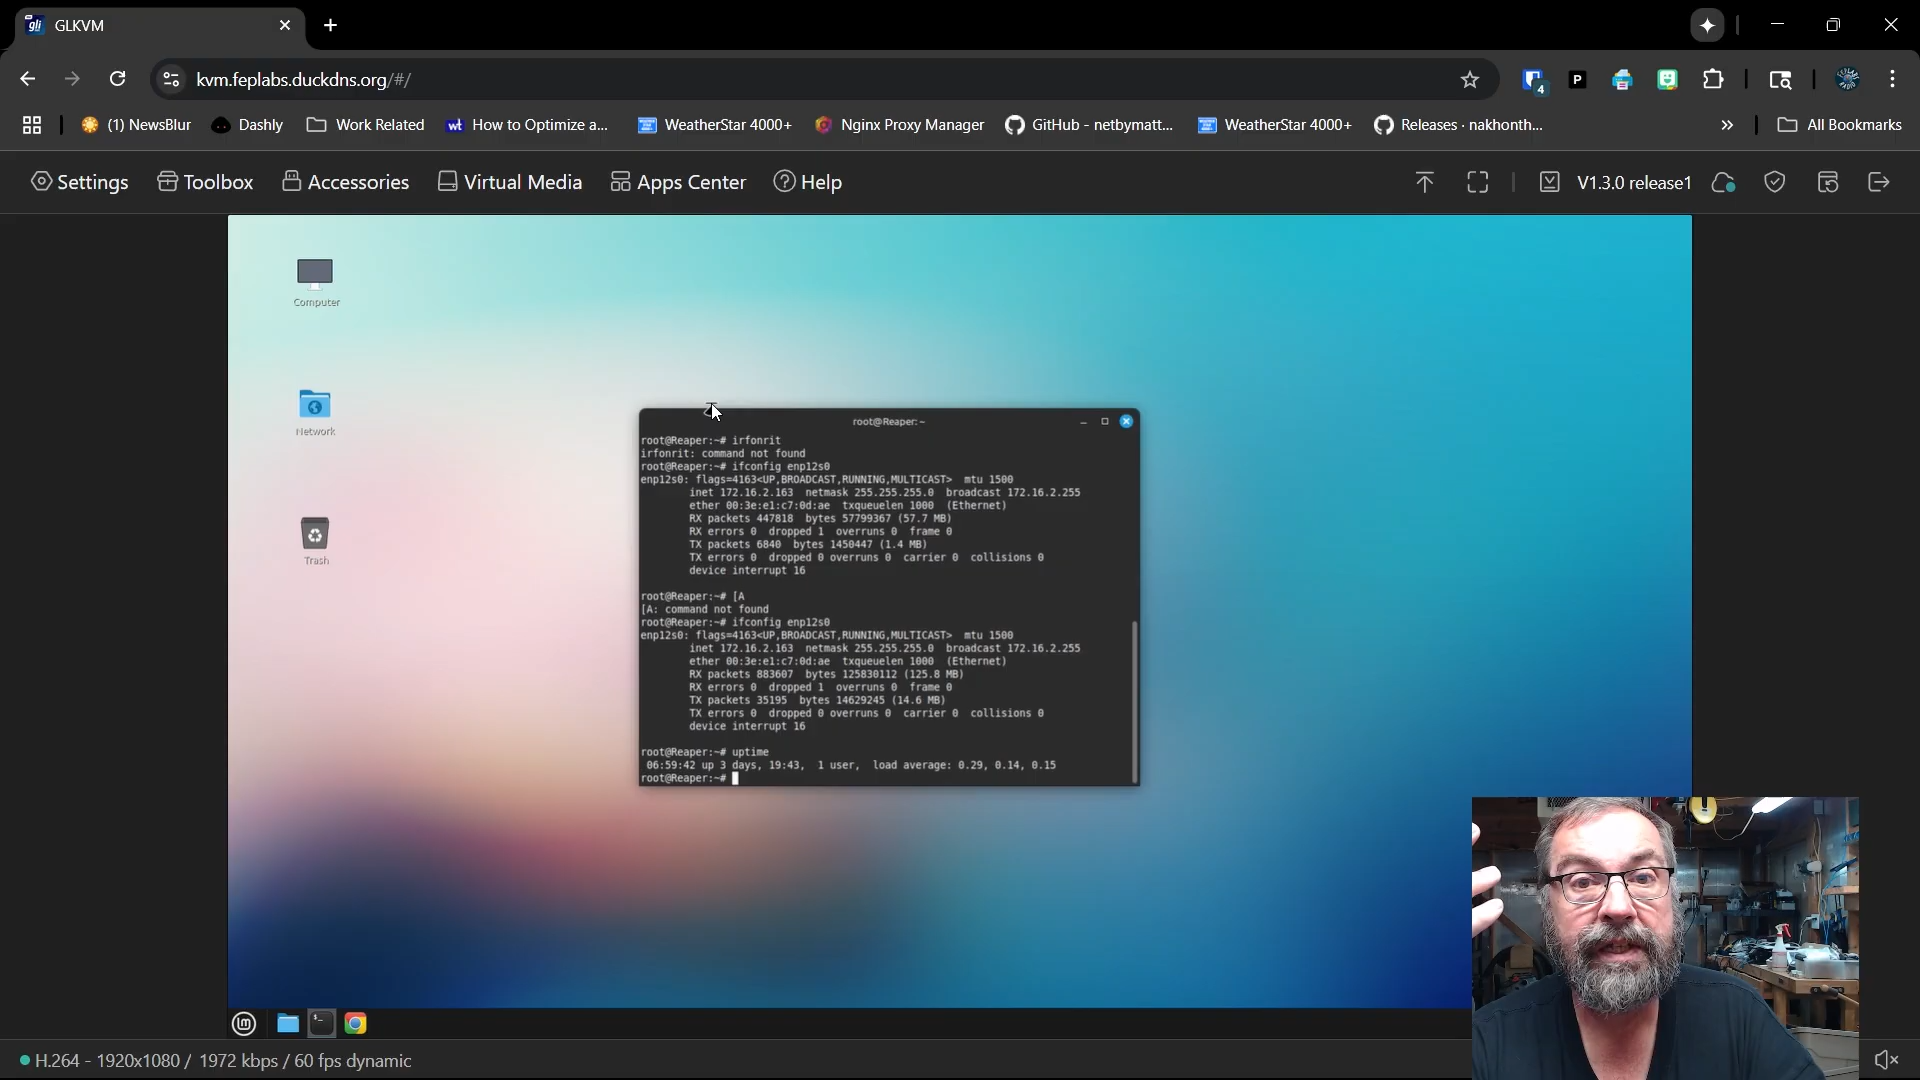 gli GLKVM
kvm.feplabs.duckdns.org/#/
4 P
(1) NewsBlur Dashly Work Related wt How to Optimize a... WeatherStar 4000+ Nginx Proxy Manager GitHub - netbymatt... WeatherStar 4000+ Releases · nakhonth... » All Bookmarks
Settings Toolbox Accessories Virtual Media Apps Center Help V1.3.0 release1
Computer
Network
Trash
root@Reaper: ~
root@Reaper:~# irfonrit
irfonrit: command not found
root@Reaper:~# ifconfig enp12s0
enp12s0: flags=4163<UP,BROADCAST,RUNNING,MULTICAST> mtu 1500
inet 172.16.2.163 netmask 255.255.255.0 broadcast 172.16.2.255
ether 00:3e:e1:c7:0d:ae txqueuelen 1000 (Ethernet)
RX packets 447818 bytes 57799367 (57.7 MB)
RX errors 0 dropped 1 overruns 0 frame 0
TX packets 6840 bytes 1450447 (1.4 MB)
TX errors 0 dropped 0 overruns 0 carrier 0 collisions 0
device interrupt 16
root@Reaper:~# [A
[A: command not found
root@Reaper:~# ifconfig enp12s0
enp12s0: flags=4163<UP,BROADCAST,RUNNING,MULTICAST> mtu 1500
inet 172.16.2.163 netmask 255.255.255.0 broadcast 172.16.2.255
ether 00:3e:e1:c7:0d:ae txqueuelen 1000 (Ethernet)
RX packets 883607 bytes 125830112 (125.8 MB)
RX errors 0 dropped 1 overruns 0 frame 0
TX packets 35195 bytes 14629245 (14.6 MB)
TX errors 0 dropped 0 overruns 0 carrier 0 collisions 0
device interrupt 16
root@Reaper:~# uptime
06:59:42 up 3 days, 19:43, 1 user, load average: 0.29, 0.14, 0.15
root@Reaper:~#
H.264 - 1920x1080 / 1972 kbps / 60 fps dynamic